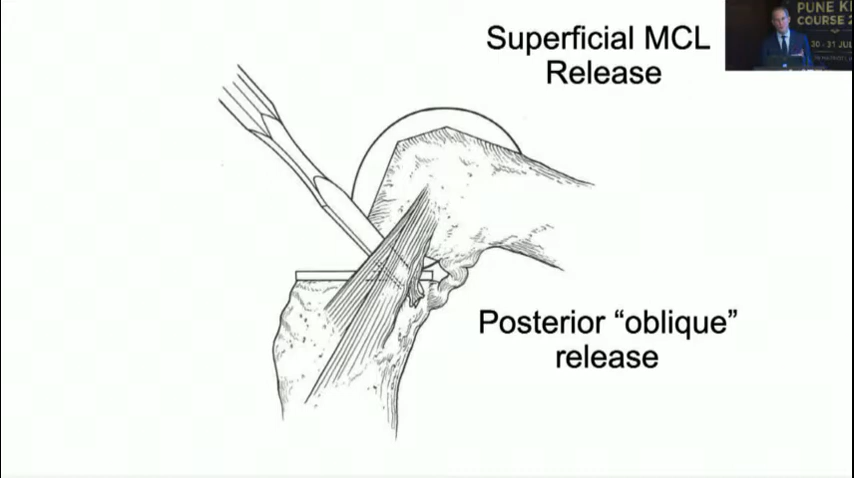 Superficial MCL
Release
PUNE
COURSE
30 - 31 JUL
Posterior “oblique”
release